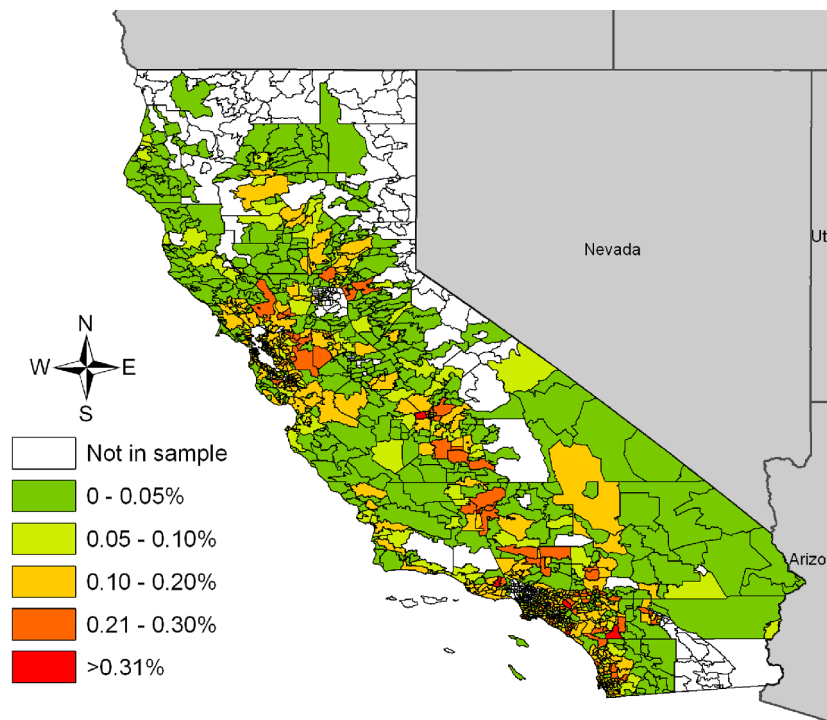 Nevada
Ut
Arizo
N
W E
S
Not in sample
0 - 0.05%
0.05 - 0.10%
0.10 - 0.20%
0.21 - 0.30%
>0.31%